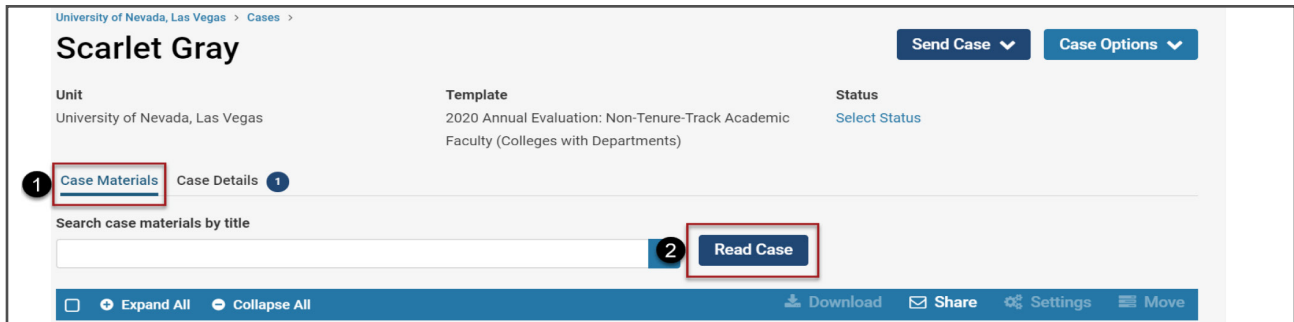 University of Nevada, Las Vegas > Cases >
Scarlet Gray
Send Case
Case Options
Unit
Template
Status
University of Nevada, Las Vegas
2020 Annual Evaluation: Non-Tenure-Track Academic
Select Status
Faculty (Colleges with Departments)
1
Case Materials
Case Details 1
Search case materials by title
2
Read Case
Expand All
Collapse All
Download
Share
Settings
Move